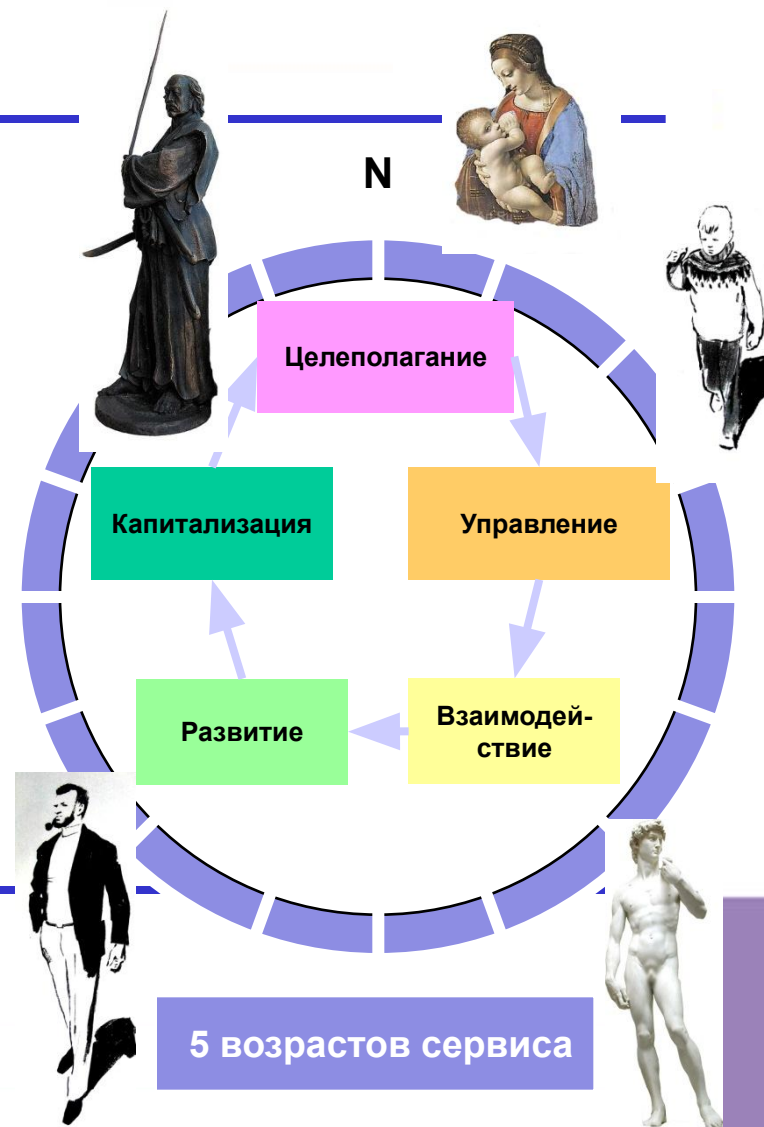 N
Целеполагание
Капитализация
Управление
Развитие
Взаимодей-
ствие
5 возрастов сервиса